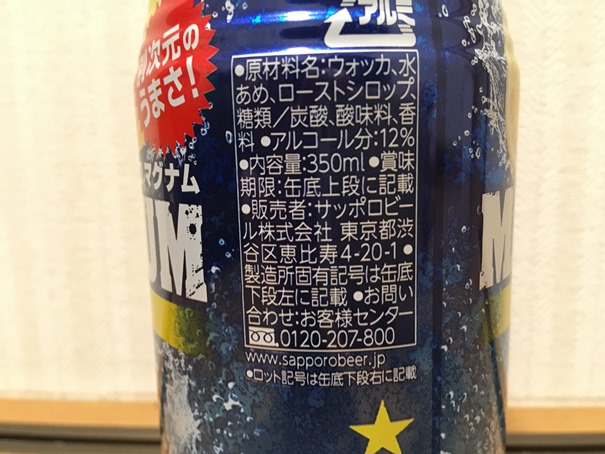 アルミ
新次元の
うまさ!
●原材料名:ウォッカ、水
あめ、ローストシロップ、
糖類/炭酸、酸味料、香
料 ●アルコール分:12%
●内容量:350ml ●賞味
期限:缶底上段に記載
●販売者:サッポロビー
ル株式会社 東京都渋
谷区恵比寿4-20-1 ●
製造所固有記号は缶底
下段左に記載 ●お問い
合わせ:お客様センター
0120-207-800
www.sapporobeer.jp
●ロット記号は缶底下段右に記載
マグナム
UM
M